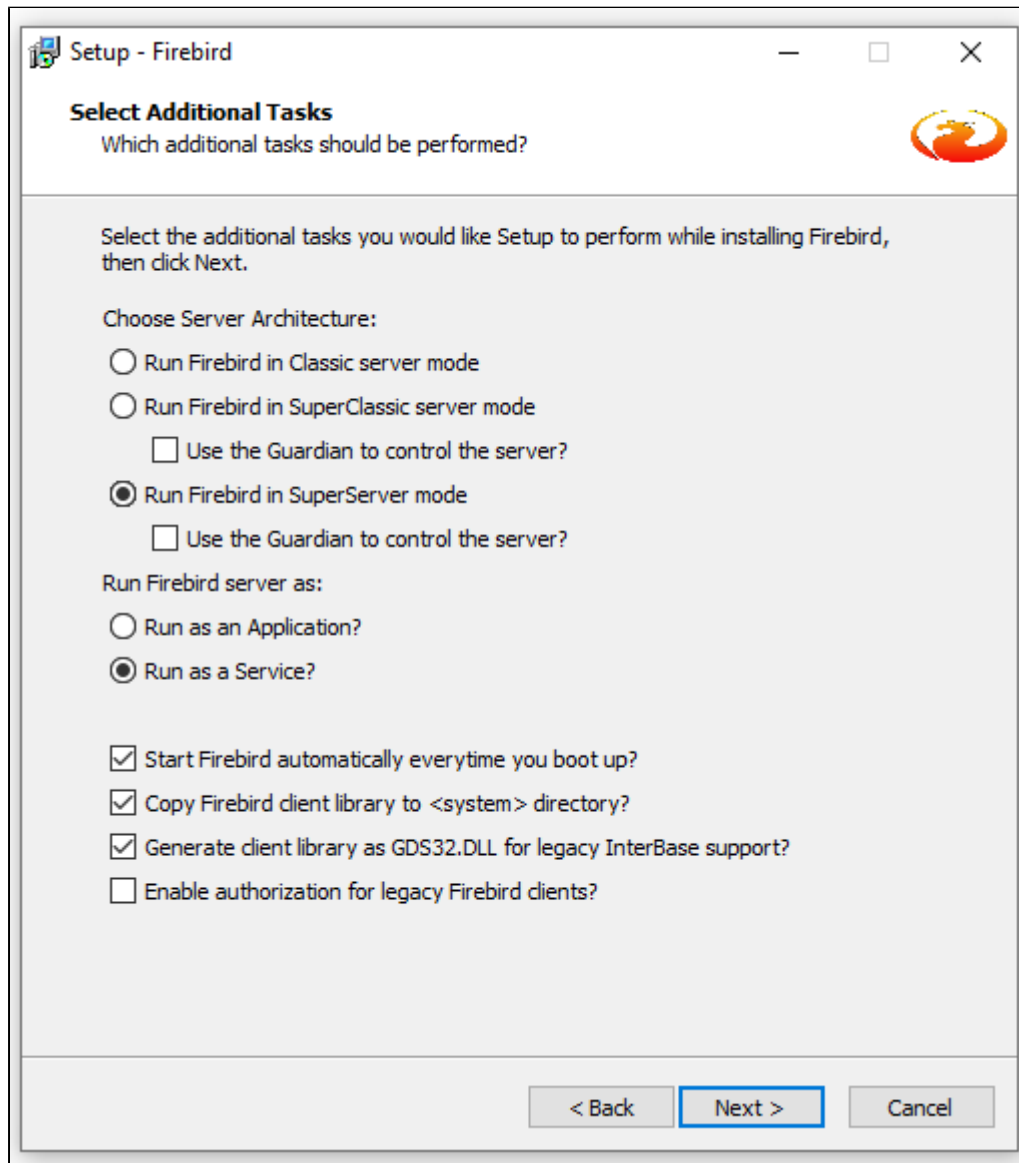 Setup - Firebird
Select Additional Tasks
Which additional tasks should be performed?
Select the additional tasks you would like Setup to perform while installing Firebird,
then click Next.
Choose Server Architecture:
Run Firebird in Classic server mode
Run Firebird in SuperClassic server mode
Use the Guardian to control the server?
Run Firebird in SuperServer mode
Use the Guardian to control the server?
Run Firebird server as:
Run as an Application?
Run as a Service?
Start Firebird automatically everytime you boot up?
Copy Firebird client library to <system> directory?
Generate client library as GDS32.DLL for legacy InterBase support?
Enable authorization for legacy Firebird clients?
< Back
Next >
Cancel